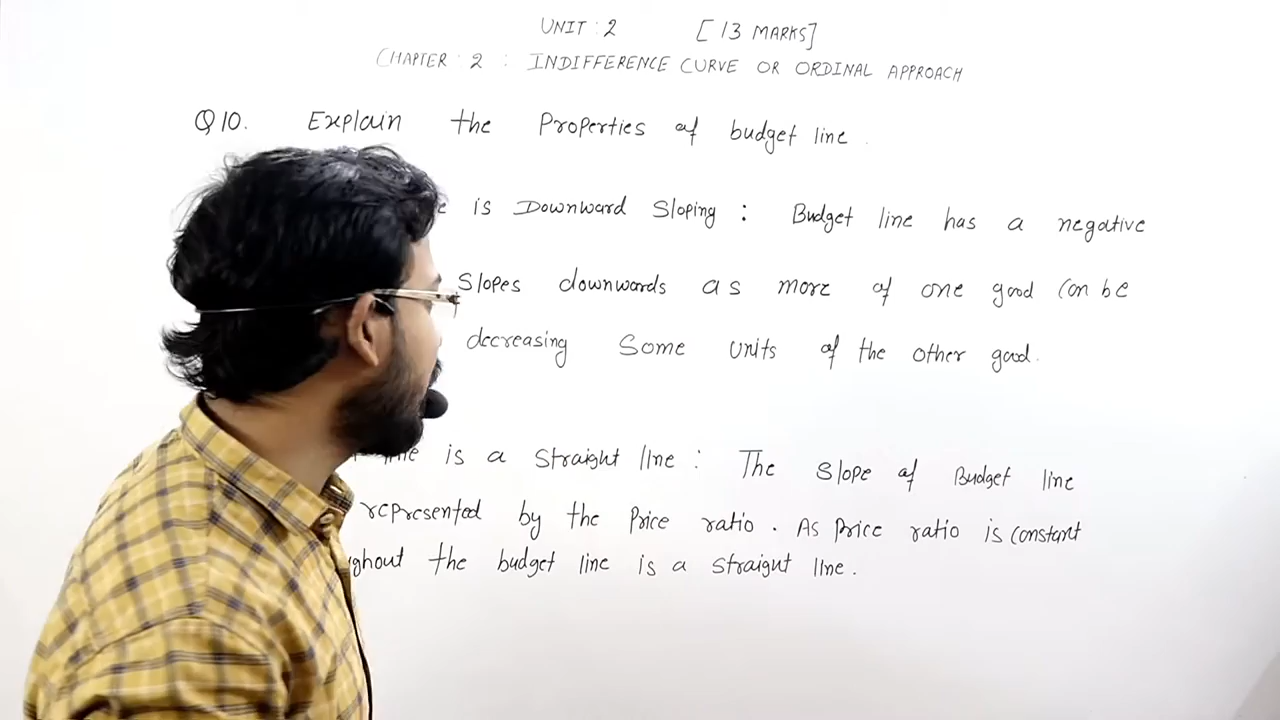 UNIT : 2 [ 13 MARKS]
CHAPTER : 2 : INDIFFERENCE CURVE OR ORDINAL APPROACH
Q10. Explain the Properties of budget line.
is Downward Sloping : Budget line has a negative
Slopes downwards as more of one good can be
decreasing Some units of the other good.
line is a Straight line : The Slope of Budget line
represented by the Price ratio. As Price ratio is constant
the budget line is a straight line.